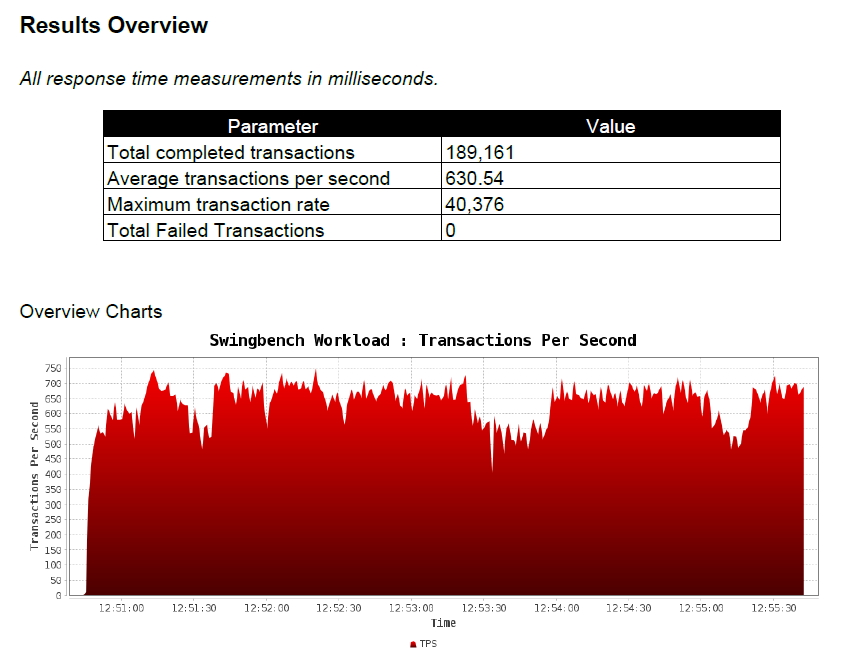 Results Overview
All response time measurements in milliseconds.
Parameter Value
Total completed transactions 189,161
Average transactions per second 630.54
Maximum transaction rate 40,376
Total Failed Transactions 0
Overview Charts
Swingbench Workload : Transactions Per Second
Transactions Per Second
750
700
650
600
550
500
450
400
350
300
250
200
150
100
50
0
12:51:00 12:51:30 12:52:00 12:52:30 12:53:00 12:53:30 12:54:00 12:54:30 12:55:00 12:55:30
Time
TPS